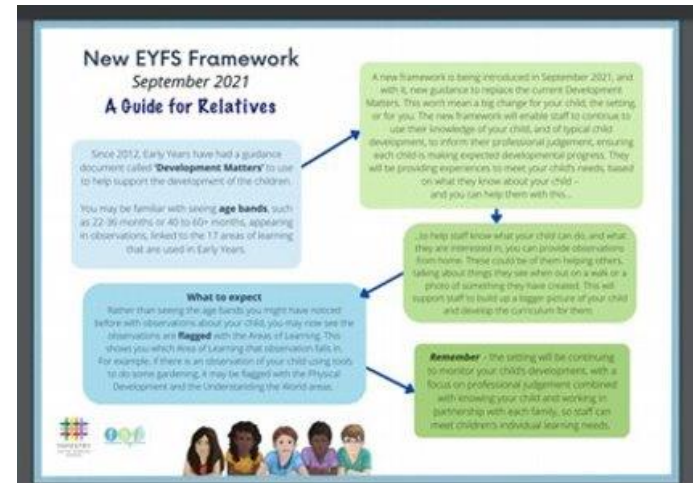 New EYFS Framework
September 2021
A Guide for Relatives
Since 2012, Early Years have had a guidance
document called 'Development Matters' to use
to help support the development of the children.
You may be familiar with seeing age bands, such
as 22-36 months or 40 to 60+ months, appearing
in observations, linked to the 17 areas of learning
that are used in Early Years.
A new framework is being introduced in September 2021, and
with it, new guidance to replace the current Development
Matters. This won't mean a big change for your child, the setting,
or for you. The new framework will enable staff to continue to
use their knowledge of your child, and of typical child
development, to inform their professional judgement, ensuring
each child is making expected developmental progress. They
will be providing experiences to meet your child's needs, based
on what they know about your child –
and you can help them with this...
...to help staff know what your child can do, and what
they are interested in, you can provide observations
from home. These could be of them helping others,
talking about things they see when out on a walk or a
photo of something they have created. This will
support staff to build up a bigger picture of your child
and develop the curriculum for them.
What to expect
Rather than seeing the age bands you might have noticed
before with observations about your child, you may now see the
observations are flagged with the Areas of Learning. This
shows you which Area of Learning that observation falls in.
For example, if there is an observation of your child using tools
to do some gardening, it may be flagged with the Physical
Development and the Understanding the World areas.
Remember - the setting will be continuing
to monitor your child's development, with a
focus on professional judgement combined
with knowing your child and working in
partnership with each family, so staff can
meet children's individual learning needs.
TAPESTRY